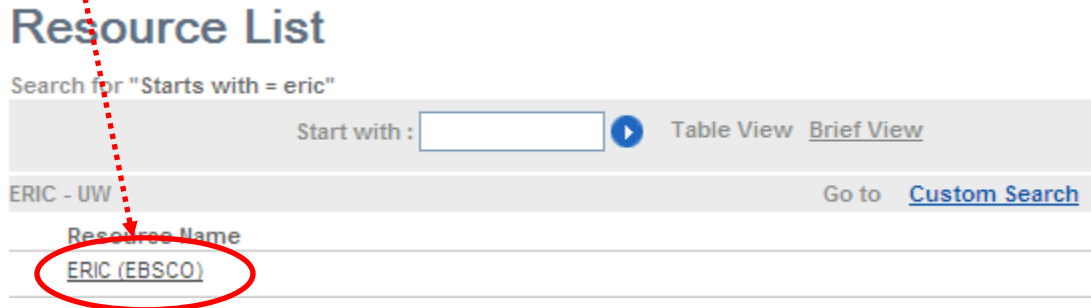 Resource List
Search for "Starts with = eric"
Start with : Table View Brief View
ERIC - UW Go to Custom Search
Resource Name
ERIC (EBSCO)